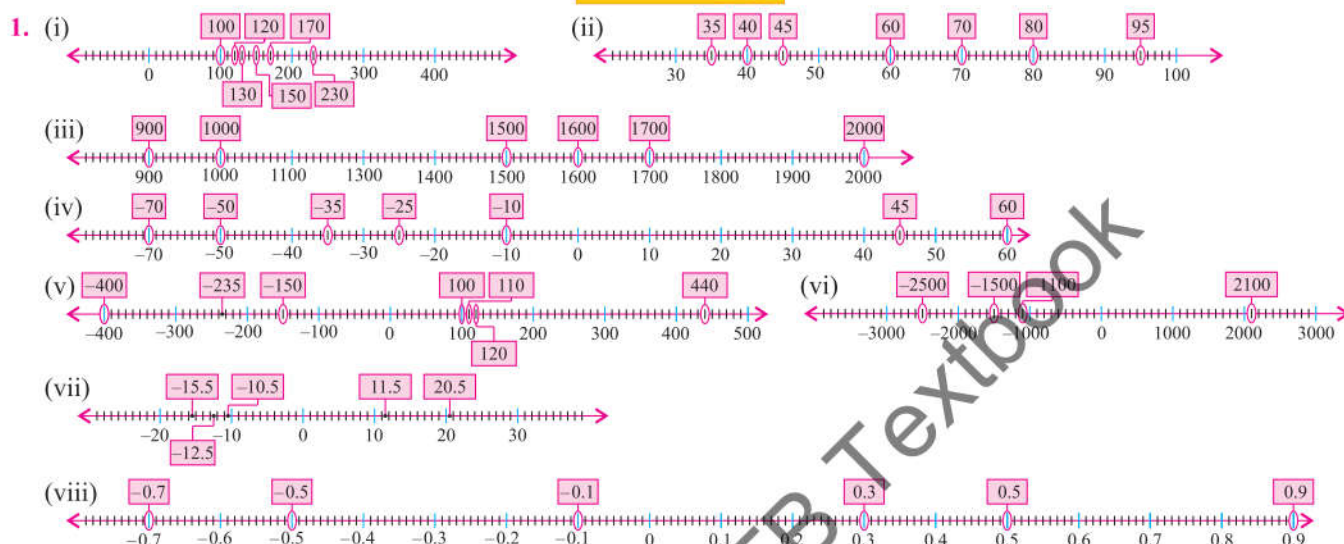 1. (i)
100 120 170
0 100 200 300 400
130 150 230
(ii)
35 40 45 60 70 80 95
30 40 50 60 70 80 90 100
(iii)
900 1000 1500 1600 1700 2000
900 1000 1100 1200 1300 1400 1500 1600 1700 1800 1900 2000
(iv)
–70 –50 –35 –25 –10 45 60
–70 –50 –40 –30 –20 –10 0 10 20 30 40 50 60
(v)
–400 –235 –150 100 110 440
–400 –300 –200 –100 0 100 200 300 400 500
120
(vi)
–2500 –1500 –1100 2100
–3000 –2000 –1000 0 1000 2000 3000
(vii)
–15.5 –10.5 11.5 20.5
–20 –10 0 10 20 30
–12.5
(viii)
–0.7 –0.5 –0.1 0.3 0.5 0.9
–0.7 –0.6 –0.5 –0.4 –0.3 –0.2 –0.1 0 0.1 0.2 0.3 0.4 0.5 0.6 0.7 0.8 0.9
TB Textbook